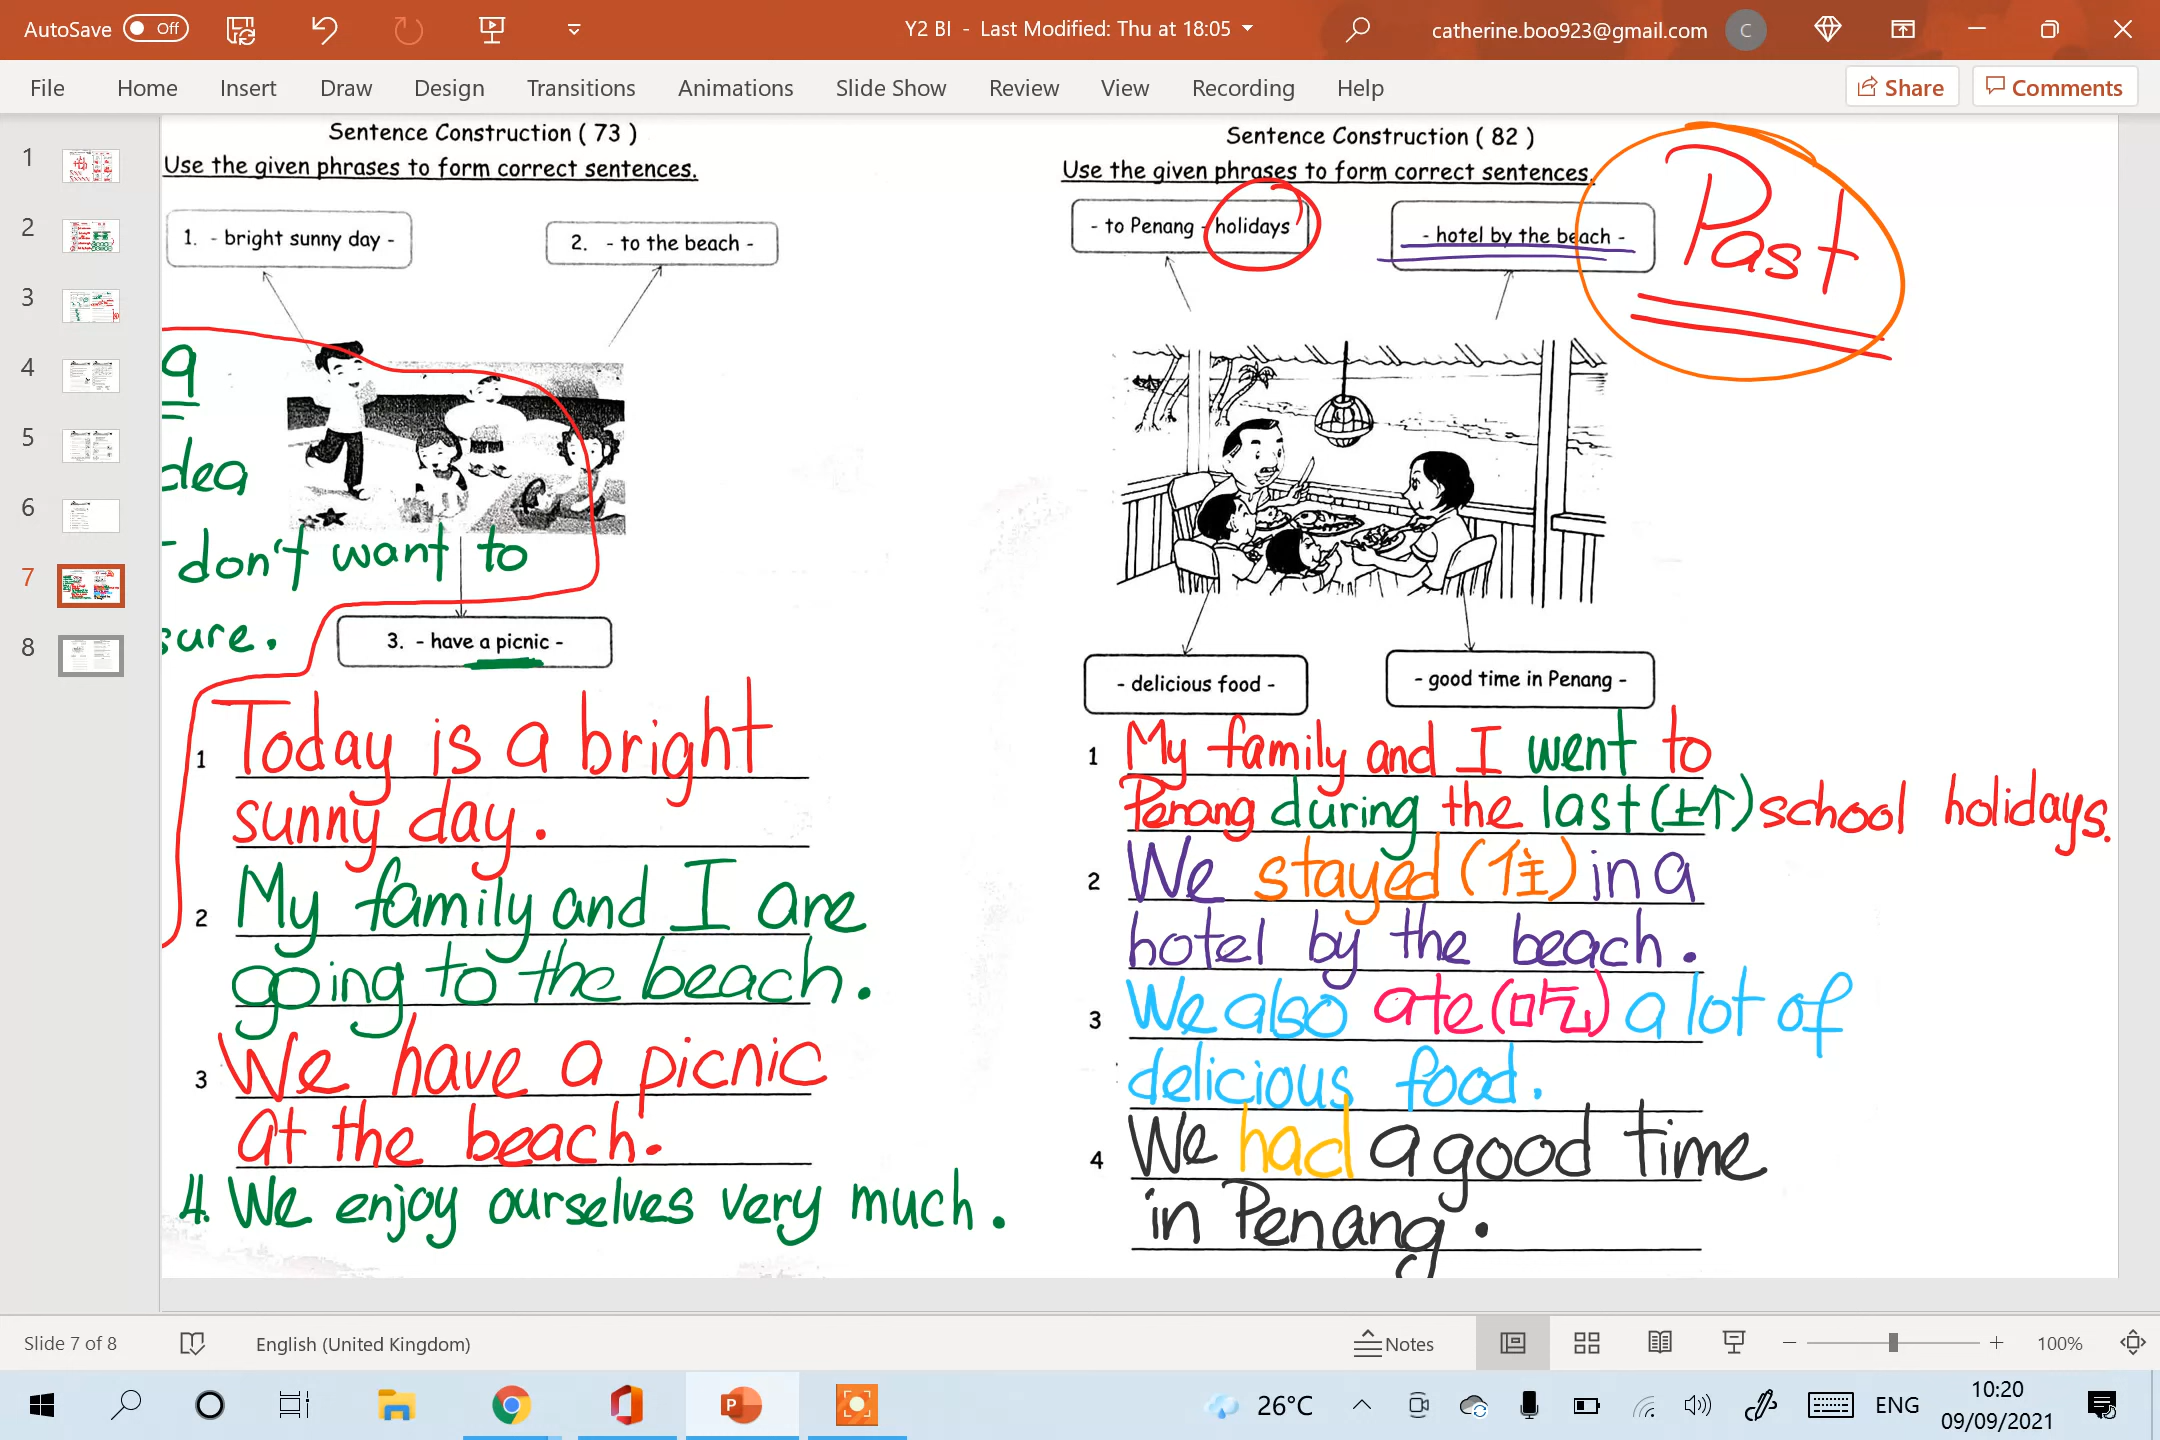 AutoSave Off Y2 BI - Last Modified: Thu at 18:05 catherine.boo923@gmail.com C
File Home Insert Draw Design Transitions Animations Slide Show Review View Recording Help Share Comments
1
2
3
4
5
6
7
8
Sentence Construction ( 73 )
Use the given phrases to form correct sentences.
1. - bright sunny day -
2. - to the beach -
dea
don't want to
sure.
3. - have a picnic -
1 Today is a bright
sunny day.
2 My family and I are
going to the beach.
3 We have a picnic
at the beach.
4. We enjoy ourselves very much.
Sentence Construction ( 82 )
Use the given phrases to form correct sentences.
- to Penang - holidays
- hotel by the beach -
Past
- delicious food -
- good time in Penang -
1 My family and I went to
Penang during the last (上个) school holidays.
2 We stayed (住) in a
hotel by the beach.
3 We also ate (吃) a lot of
delicious food.
4 We had a good time
in Penang.
Slide 7 of 8 English (United Kingdom) Notes 100%
26°C ENG 10:20
09/09/2021